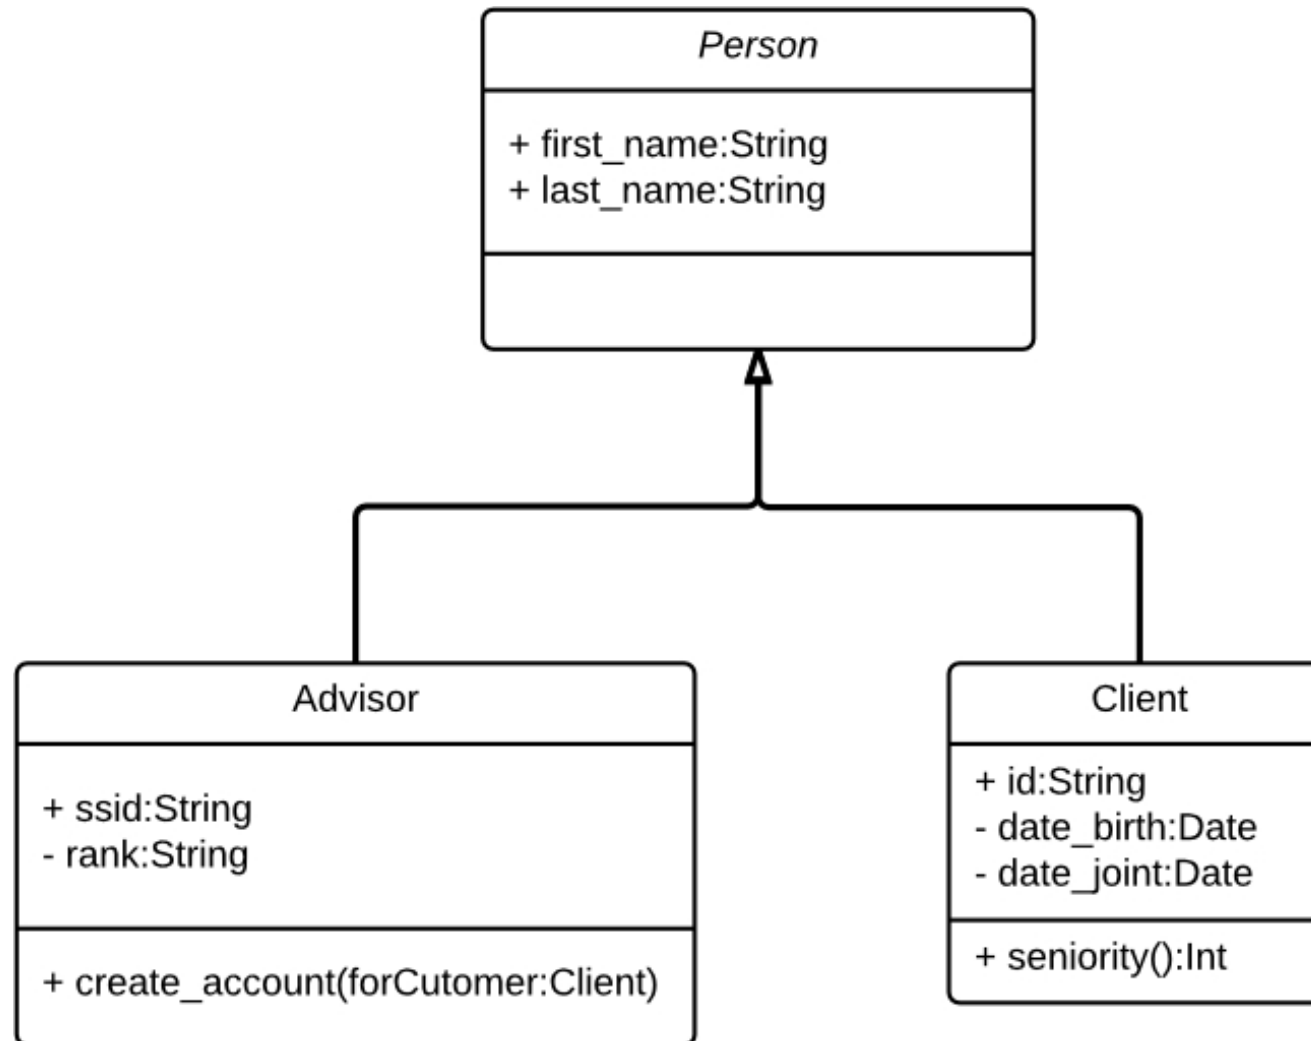 Person
+ first_name:String
+ last_name:String
Advisor
+ ssid:String
- rank:String
+ create_account(forCutomer:Client)
Client
+ id:String
- date_birth:Date
- date_joint:Date
+ seniority():Int